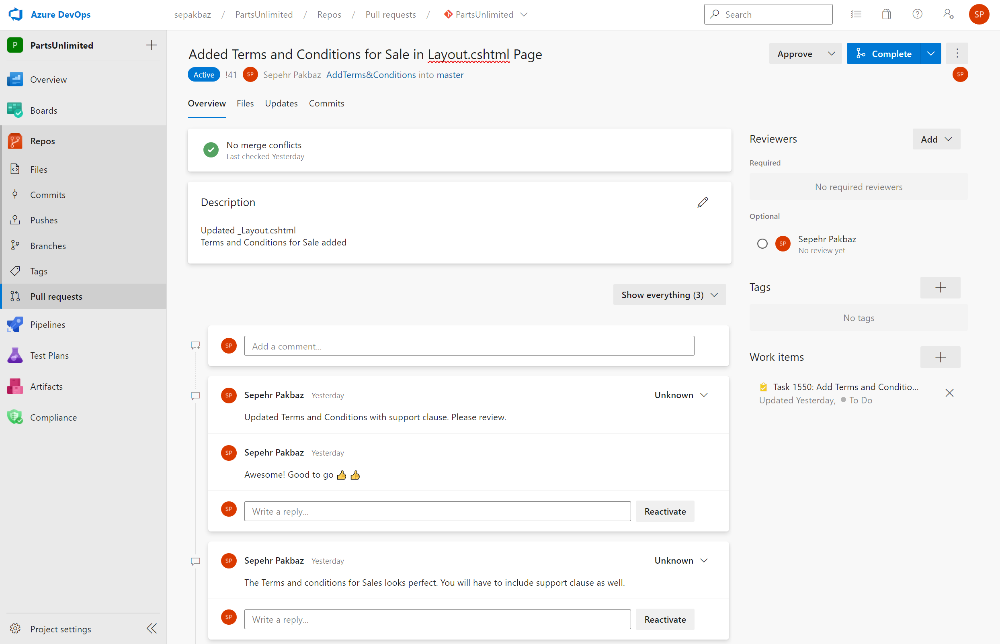 Azure DevOps
sepakbaz / PartsUnlimited / Repos / Pull requests / PartsUnlimited
Search
SP
P PartsUnlimited
Overview
Boards
Repos
Files
Commits
Pushes
Branches
Tags
Pull requests
Pipelines
Test Plans
Artifacts
Compliance
Project settings
Added Terms and Conditions for Sale in Layout.cshtml Page
Approve
Complete
Active !41 SP Sepehr Pakbaz AddTerms&Conditions into master
SP
Overview Files Updates Commits
No merge conflicts
Last checked Yesterday
Description
Updated _Layout.cshtml
Terms and Conditions for Sale added
Show everything (3)
SP Add a comment...
SP Sepehr Pakbaz Yesterday Unknown
Updated Terms and Conditions with support clause. Please review.
SP Sepehr Pakbaz Yesterday
Awesome! Good to go 👍 👍
SP Write a reply... Reactivate
SP Sepehr Pakbaz Yesterday Unknown
The Terms and conditions for Sales looks perfect. You will have to include support clause as well.
SP Write a reply... Reactivate
Reviewers Add
Required
No required reviewers
Optional
SP Sepehr Pakbaz
No review yet
Tags
No tags
Work items
Task 1550: Add Terms and Conditio...
Updated Yesterday, To Do